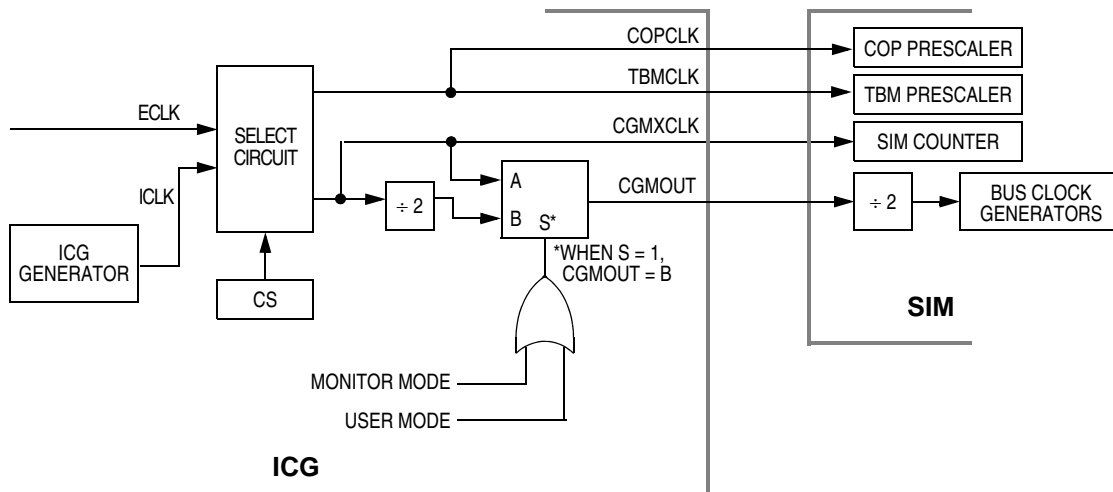 COPCLK
COP PRESCALER
TBMCLK
TBM PRESCALER
ECLK
SELECT
CIRCUIT
CGMXCLK
SIM COUNTER
ICLK
A
B
S*
÷ 2
CGMOUT
÷ 2
BUS CLOCK
GENERATORS
ICG
GENERATOR
CS
*WHEN S = 1,
CGMOUT = B
SIM
MONITOR MODE
USER MODE
ICG